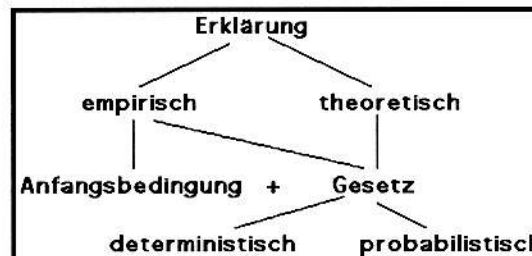 Erklärung
empirisch theoretisch
Anfangsbedingung + Gesetz
deterministisch probabilistisch